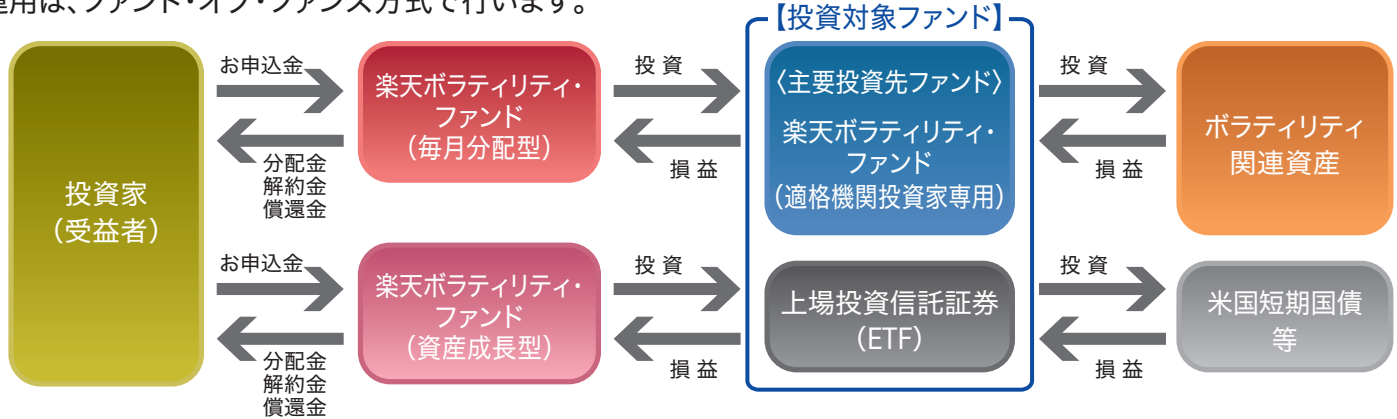 運用は、ファンド・オブ・ファンズ方式で行います。
【投資対象ファンド】
投資家
（受益者）
お申込金
分配金
解約金
償還金
楽天ボラティリティ・
ファンド
（毎月分配型）
投 資
損 益
〈主要投資先ファンド〉
楽天ボラティリティ・
ファンド
（適格機関投資家専用）
投 資
損 益
ボラティリティ
関連資産
お申込金
分配金
解約金
償還金
楽天ボラティリティ・
ファンド
（資産成長型）
投 資
損 益
上場投資信託証券
（ETF）
投 資
損 益
米国短期国債
等